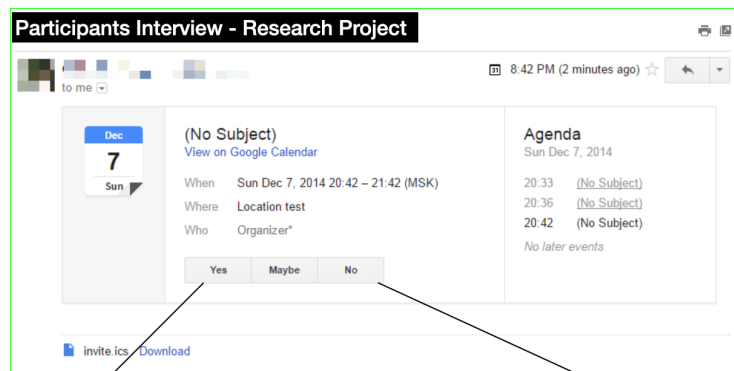 Participants Interview - Research Project
31 8:42 PM (2 minutes ago)
to me
Dec
7
Sun
(No Subject)
View on Google Calendar
When Sun Dec 7, 2014 20:42 – 21:42 (MSK)
Where Location test
Who Organizer*
Yes Maybe No
Agenda
Sun Dec 7, 2014
20:33 (No Subject)
20:36 (No Subject)
20:42 (No Subject)
No later events
invite.ics Download